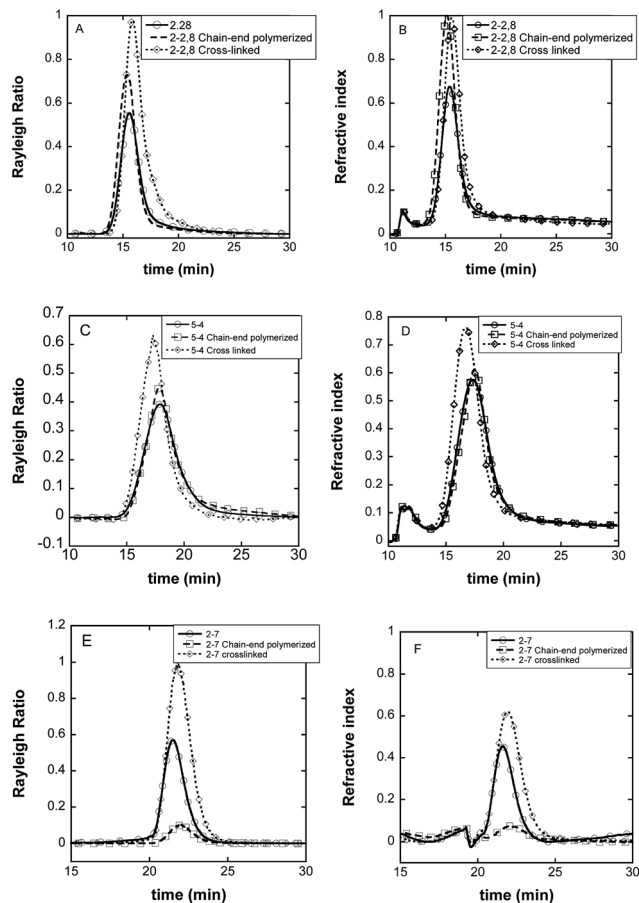 A
2.28
2-2,8 Chain-end polymerized
2-2,8 Cross-linked
1
0.8
0.6
0.4
0.2
0
Rayleigh Ratio
10 15 20 25 30
time (min)
B
2-2,8
2-2,8 Chain-end polymerized
2-2,8 Cross linked
1
0.8
0.6
0.4
0.2
0
Refractive index
10 15 20 25 30
time (min)
C
5-4
5-4 Chain-end polymerized
5-4 Cross linked
0.7
0.6
0.5
0.4
0.3
0.2
0.1
0
-0.1
Rayleigh Ratio
10 15 20 25 30
time (min)
D
5-4
5-4 Chain-end polymerized
5-4 Cross linked
0.8
0.7
0.6
0.5
0.4
0.3
0.2
0.1
0
Refractive index
10 15 20 25 30
time (min)
E
2-7
2-7 Chain-end polymerized
2-7 crosslinked
1.2
1
0.8
0.6
0.4
0.2
0
Rayleigh Ratio
15 20 25 30
time (min)
F
2-7
2-7 Chain-end polymerized
2-7 crosslinked
1
0.8
0.6
0.4
0.2
0
Refractive index
15 20 25 30
time (min)